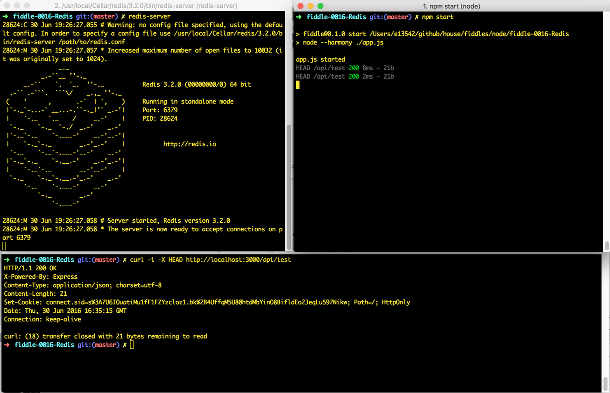 2. /usr/local/Cellar/redis/3.2.0/bin/redis-server (redis-server)
➜ fiddle-0016-Redis git:(master) ✗ redis-server
28624:C 30 Jun 19:26:27.055 # Warning: no config file specified, using the defau
lt config. In order to specify a config file use /usr/local/Cellar/redis/3.2.0/b
in/redis-server /path/to/redis.conf
28624:M 30 Jun 19:26:27.057 * Increased maximum number of open files to 10032 (i
t was originally set to 1024).
Redis 3.2.0 (00000000/0) 64 bit
Running in standalone mode
Port: 6379
PID: 28624
http://redis.io
28624:M 30 Jun 19:26:27.058 # Server started, Redis version 3.2.0
28624:M 30 Jun 19:26:27.058 * The server is now ready to accept connections on p
ort 6379
1. npm start (node)
➜ fiddle-0016-Redis git:(master) ✗ npm start
> fiddle@0.1.0 start /Users/e13542/github/house/fiddles/node/fiddle-0016-Redis
> node --harmony ./app.js
app.js started
HEAD /api/test 200 8ms - 21b
HEAD /api/test 200 2ms - 21b
➜ fiddle-0016-Redis git:(master) ✗ curl -i -X HEAD http://localhost:3000/api/test
HTTP/1.1 200 OK
X-Powered-By: Express
Content-Type: application/json; charset=utf-8
Content-Length: 21
Set-Cookie: Path=/; HttpOnly
Date: Thu, 30 Jun 2016 16:35:15 GMT
Connection: keep-alive
curl: (18) transfer closed with 21 bytes remaining to read
➜ fiddle-0016-Redis git:(master) ✗